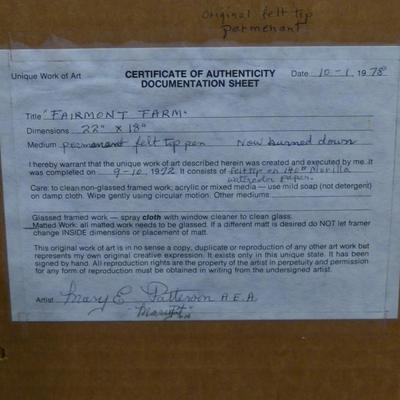 Original felt tip
permenant
Unique Work of Art
CERTIFICATE OF AUTHENTICITY
DOCUMENTATION SHEET
Date 10-1, 1978
Title "FAIRMONT FARM"
Dimensions 22" x 18"
Medium permanent felt tip pen Now burned down
I hereby warrant that the unique work of art described herein was created and executed by me. It
was completed on 9-10, 1972 It consists of felt tip on 140# Morilla
watercolor paper.
Care: to clean non-glassed framed work; acrylic or mixed media — use mild soap (not detergent)
on damp cloth. Wipe gently using circular motion. Other mediums
Glassed framed work — spray cloth with window cleaner to clean glass.
Matted Work: all matted work needs to be glassed. If a different matt is desired do NOT let framer
change INSIDE dimensions or placement of matt.
This original work of art is in no sense a copy, duplicate or reproduction of any other art work but
represents my own original creative expression. It exists only in this unique state. It has been
signed by hand. All reproduction rights are the property of the artist in perpetuity and permission
for any form of reproduction must be obtained in writing from the undersigned artist.
Artist Mary E. Patterson A.E.A.